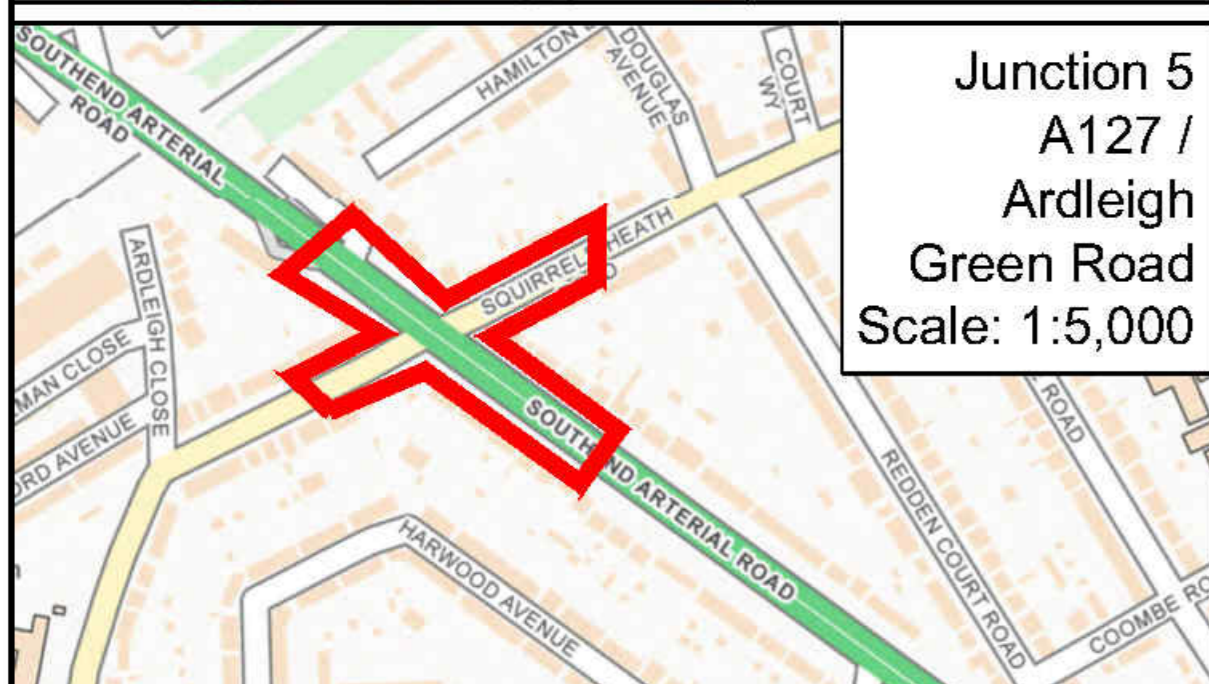 SOUTHEND ARTERIAL
ROAD
HAMILTON
DOUGLAS
AVENUE
COURT
WY
Junction 5
A127 /
Ardleigh
Green Road
Scale: 1:5,000
ARDLEIGH CLOSE
MAN CLOSE
ORD AVENUE
SQUIRRELS HEATH
SOUTHEND ARTERIAL ROAD
HARWOOD AVENUE
REDDEN COURT ROAD
ROAD
COOMBE RO